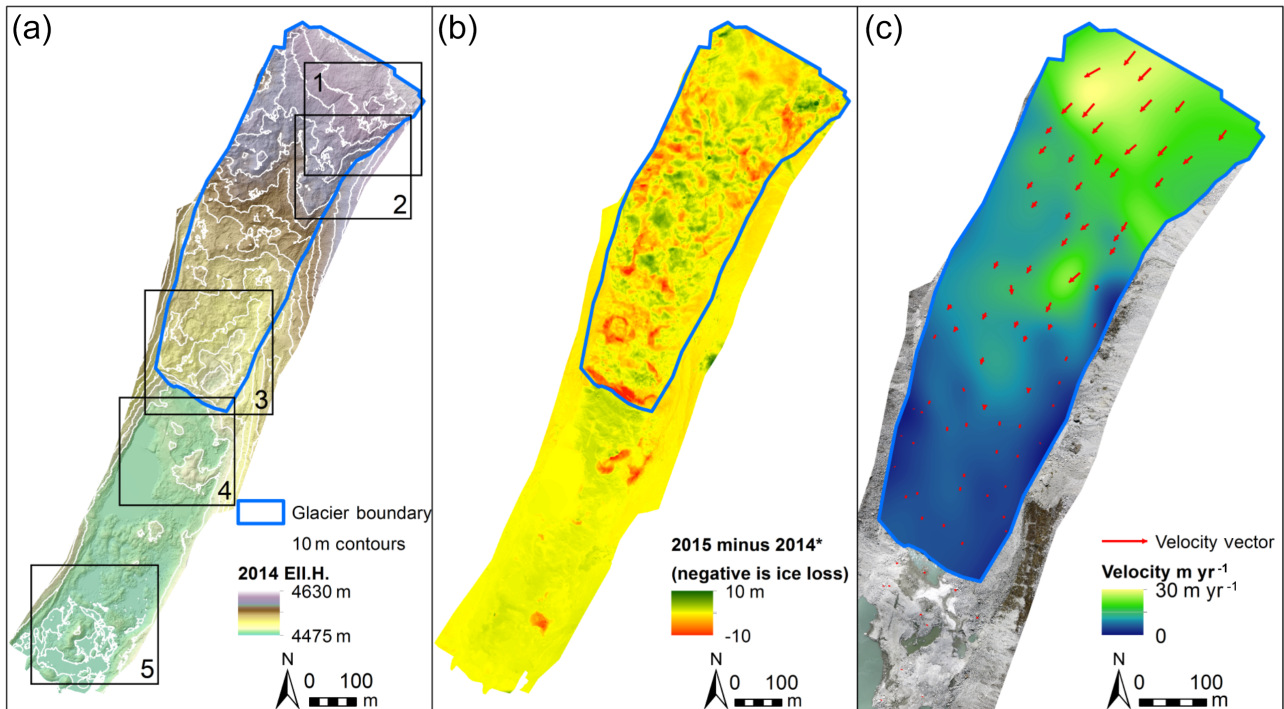 (a)
1
2
3
4
5
Glacier boundary
10 m contours
2014 Ell.H.
4630 m
4475 m
N
0 100
m
(b)
2015 minus 2014*
(negative is ice loss)
10 m
-10
N
0 100
m
(c)
Velocity vector
Velocity m yr⁻¹
30 m yr⁻¹
0
N
0 100
m